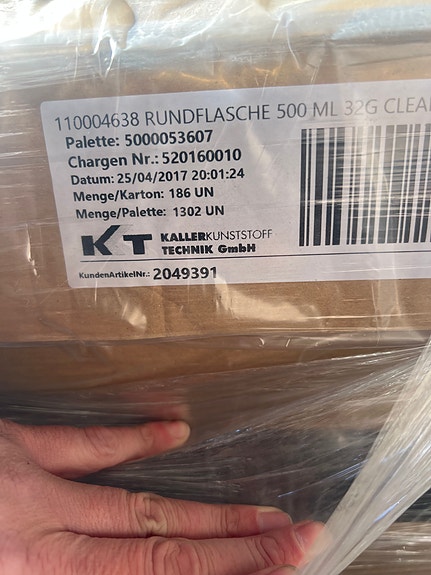 110004638 RUNDFLASCHE 500 ML 32G CLEA
Palette: 5000053607
Chargen Nr.: 520160010
Datum: 25/04/2017 20:01:24
Menge/Karton: 186 UN
Menge/Palette: 1302 UN
KT KALLERKUNSTSTOFF
TECHNIK GmbH
KundenArtikelNr.: 2049391